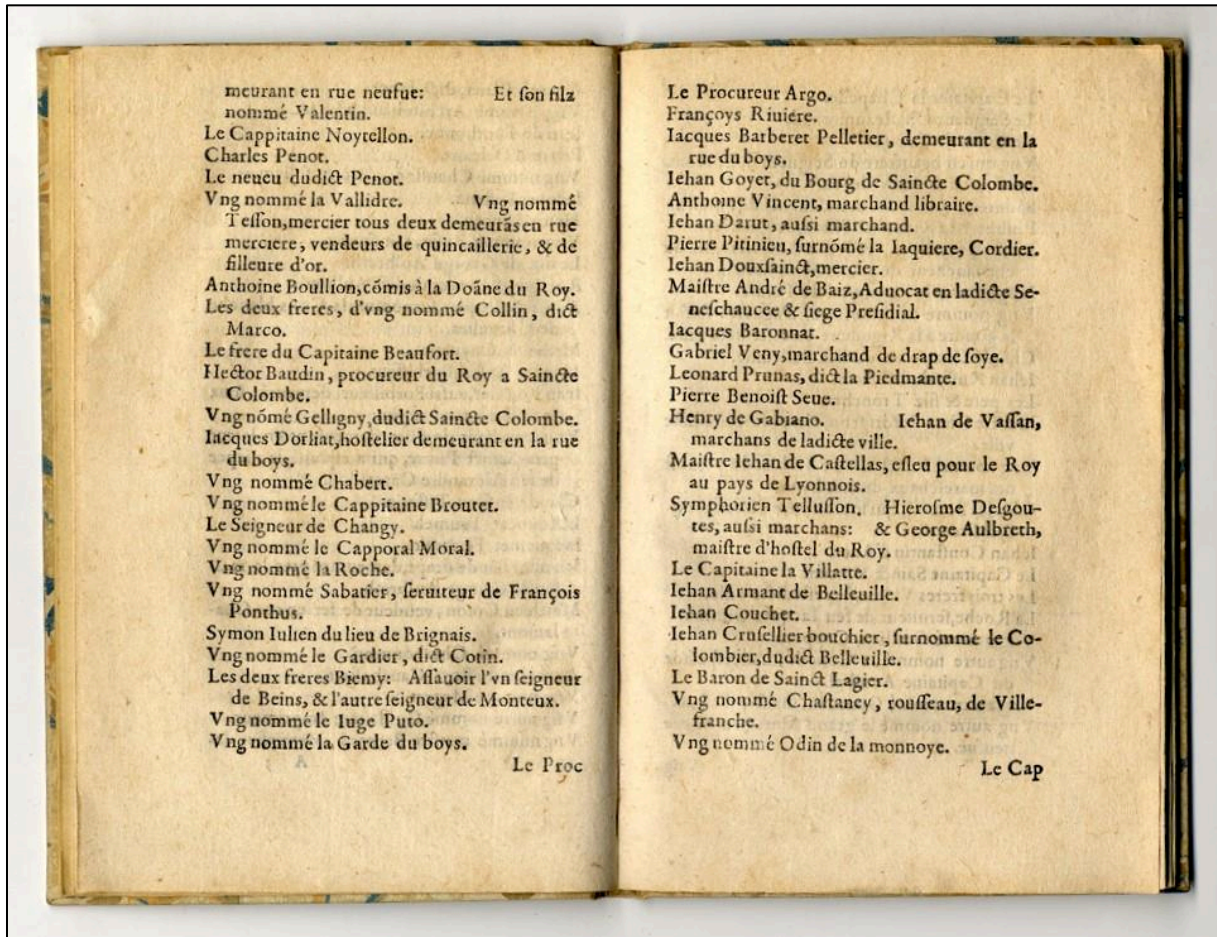 meurant en rue neufue: Et ſon filz
nommé Valentin.
Le Cappitaine Noytellon.
Charles Penot.
Le neueu dudict Penot.
Vng nommé la Vallidre. Vng nommé
Teſſon, mercier tous deux demeurãs en rue
merciere, vendeurs de quincaillerie, & de
filleure d'or.
Anthoine Boullion, cómis à la Doãne du Roy.
Les deux freres, d'vng nommé Collin, dict
Marco.
Le frere du Capitaine Beaufort.
Hector Baudin, procureur du Roy a Saincte
Colombe.
Vng nómé Gelligny, dudict Saincte Colombe.
Iacques Dorliat, hoſtelier demeurant en la rue
du boys.
Vng nommé Chabert.
Vng nommé le Cappitaine Broutet.
Le Seigneur de Changy.
Vng nommé le Capporal Moral.
Vng nommé la Roche.
Vng nommé Sabatier, ſeruiteur de François
Ponthus.
Symon Iulien du lieu de Brignais.
Vng nommé le Gardier, dict Cotin.
Les deux freres Biemy: Aſſauoir l'vn ſeigneur
de Beins, & l'autre ſeigneur de Monteux.
Vng nommé le Iuge Puto.
Vng nommé la Garde du boys.
Le Proc
Le Procureur Argo.
Françoys Riuiere.
Iacques Barberet Pelletier, demeurant en la
rue du boys.
Iehan Goyet, du Bourg de Saincte Colombe.
Anthoine Vincent, marchand libraire.
Iehan Darut, auſsi marchand.
Pierre Pitinieu, ſurnómé la Iaquiere, Cordier.
Iehan Douxſainct, mercier.
Maiſtre André de Baiz, Aduocat en ladicte Se-
neſchaucee & ſiege Preſidial.
Iacques Baronnat.
Gabriel Veny, marchand de drap de ſoye.
Leonard Prunas, dict la Piedmante.
Pierre Benoiſt Seue.
Henry de Gabiano. Iehan de Vaſſan,
marchans de ladicte ville.
Maiſtre Iehan de Caſtellas, eſleu pour le Roy
au pays de Lyonnois.
Symphorien Telluſſon. Hieroſme Deſgou-
tes, auſsi marchans: & George Aulbreth,
maiſtre d'hoſtel du Roy.
Le Capitaine la Villatte.
Iehan Armant de Belleuille.
Iehan Couchet.
Iehan Cruſellier bouchier, ſurnommé le Co-
lombier, dudict Belleuille.
Le Baron de Sainct Lagier.
Vng nommé Chaſtancy, rouſſeau, de Ville-
franche.
Vng nommé Odin de la monnoye.
Le Cap